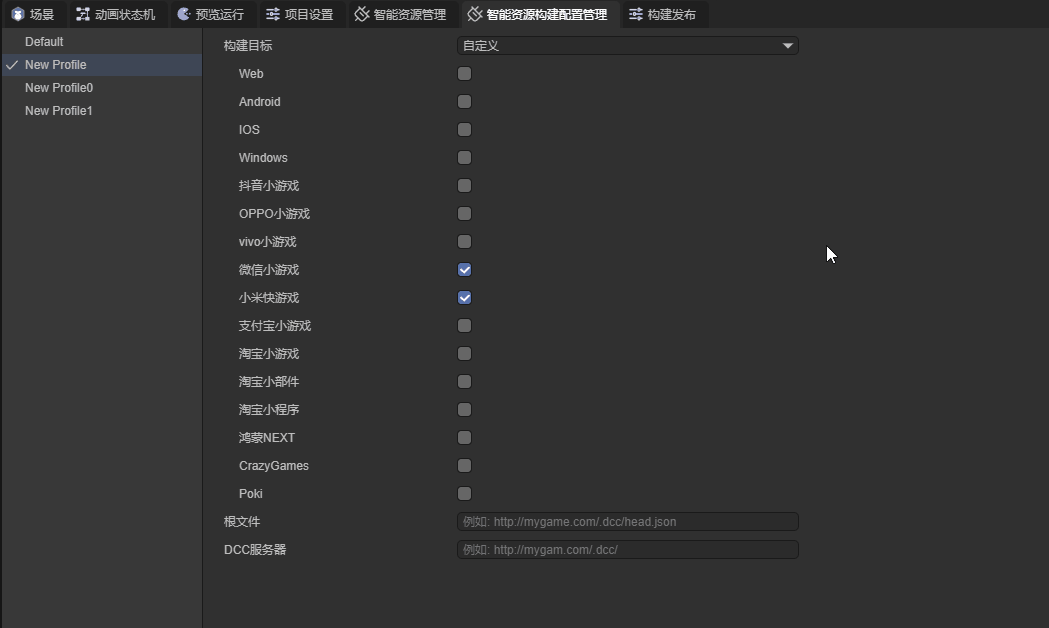 场景 动画状态机 预览运行 项目设置 智能资源管理 智能资源构建配置管理 构建发布
Default
New Profile
New Profile0
New Profile1
构建目标 自定义
Web
Android
IOS
Windows
抖音小游戏
OPPO小游戏
vivo小游戏
微信小游戏
小米快游戏
支付宝小游戏
淘宝小游戏
淘宝小部件
淘宝小程序
鸿蒙NEXT
CrazyGames
Poki
根文件 例如: http://mygame.com/.dcc/head.json
DCC服务器 例如: http://mygam.com/.dcc/